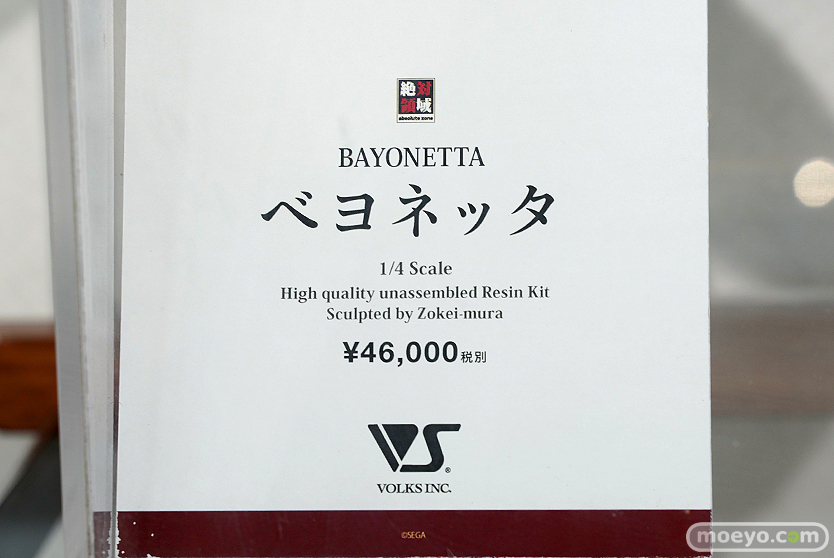 絶対
領域
absolute zone
BAYONETTA
ベヨネッタ
1/4 Scale
High quality unassembled Resin Kit
Sculpted by Zokei-mura
¥46,000税別
VS®
VOLKS INC.
©SEGA
moeyo.com